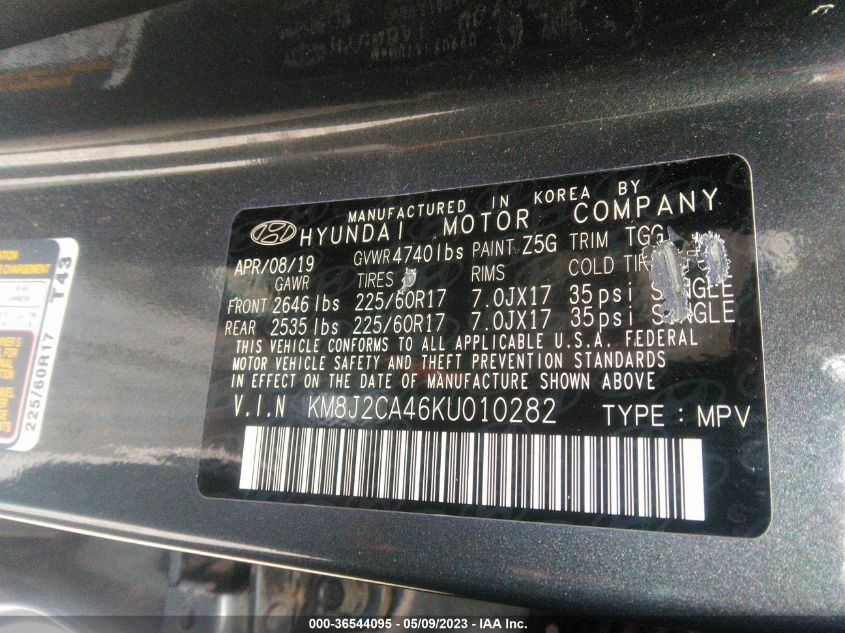 MANUFACTURED IN KOREA BY
HYUNDAI MOTOR COMPANY
APR/08/19 GVWR 4740lbs PAINT Z5G TRIM TGG
GAWR TIRES RIMS COLD
FRONT 2646 lbs 225/60R17 7.0JX17 35psi SINGLE
REAR 2535 lbs 225/60R17 7.0JX17 35psi SINGLE
THIS VEHICLE CONFORMS TO ALL APPLICABLE U.S.A. FEDERAL
MOTOR VEHICLE SAFETY AND THEFT PREVENTION STANDARDS
IN EFFECT ON THE DATE OF MANUFACTURE SHOWN ABOVE
V.I.N KM8J2CA46KU010282 TYPE : MPV
225/60R17 T43
000-36544095 - 05/09/2023 - IAA Inc.